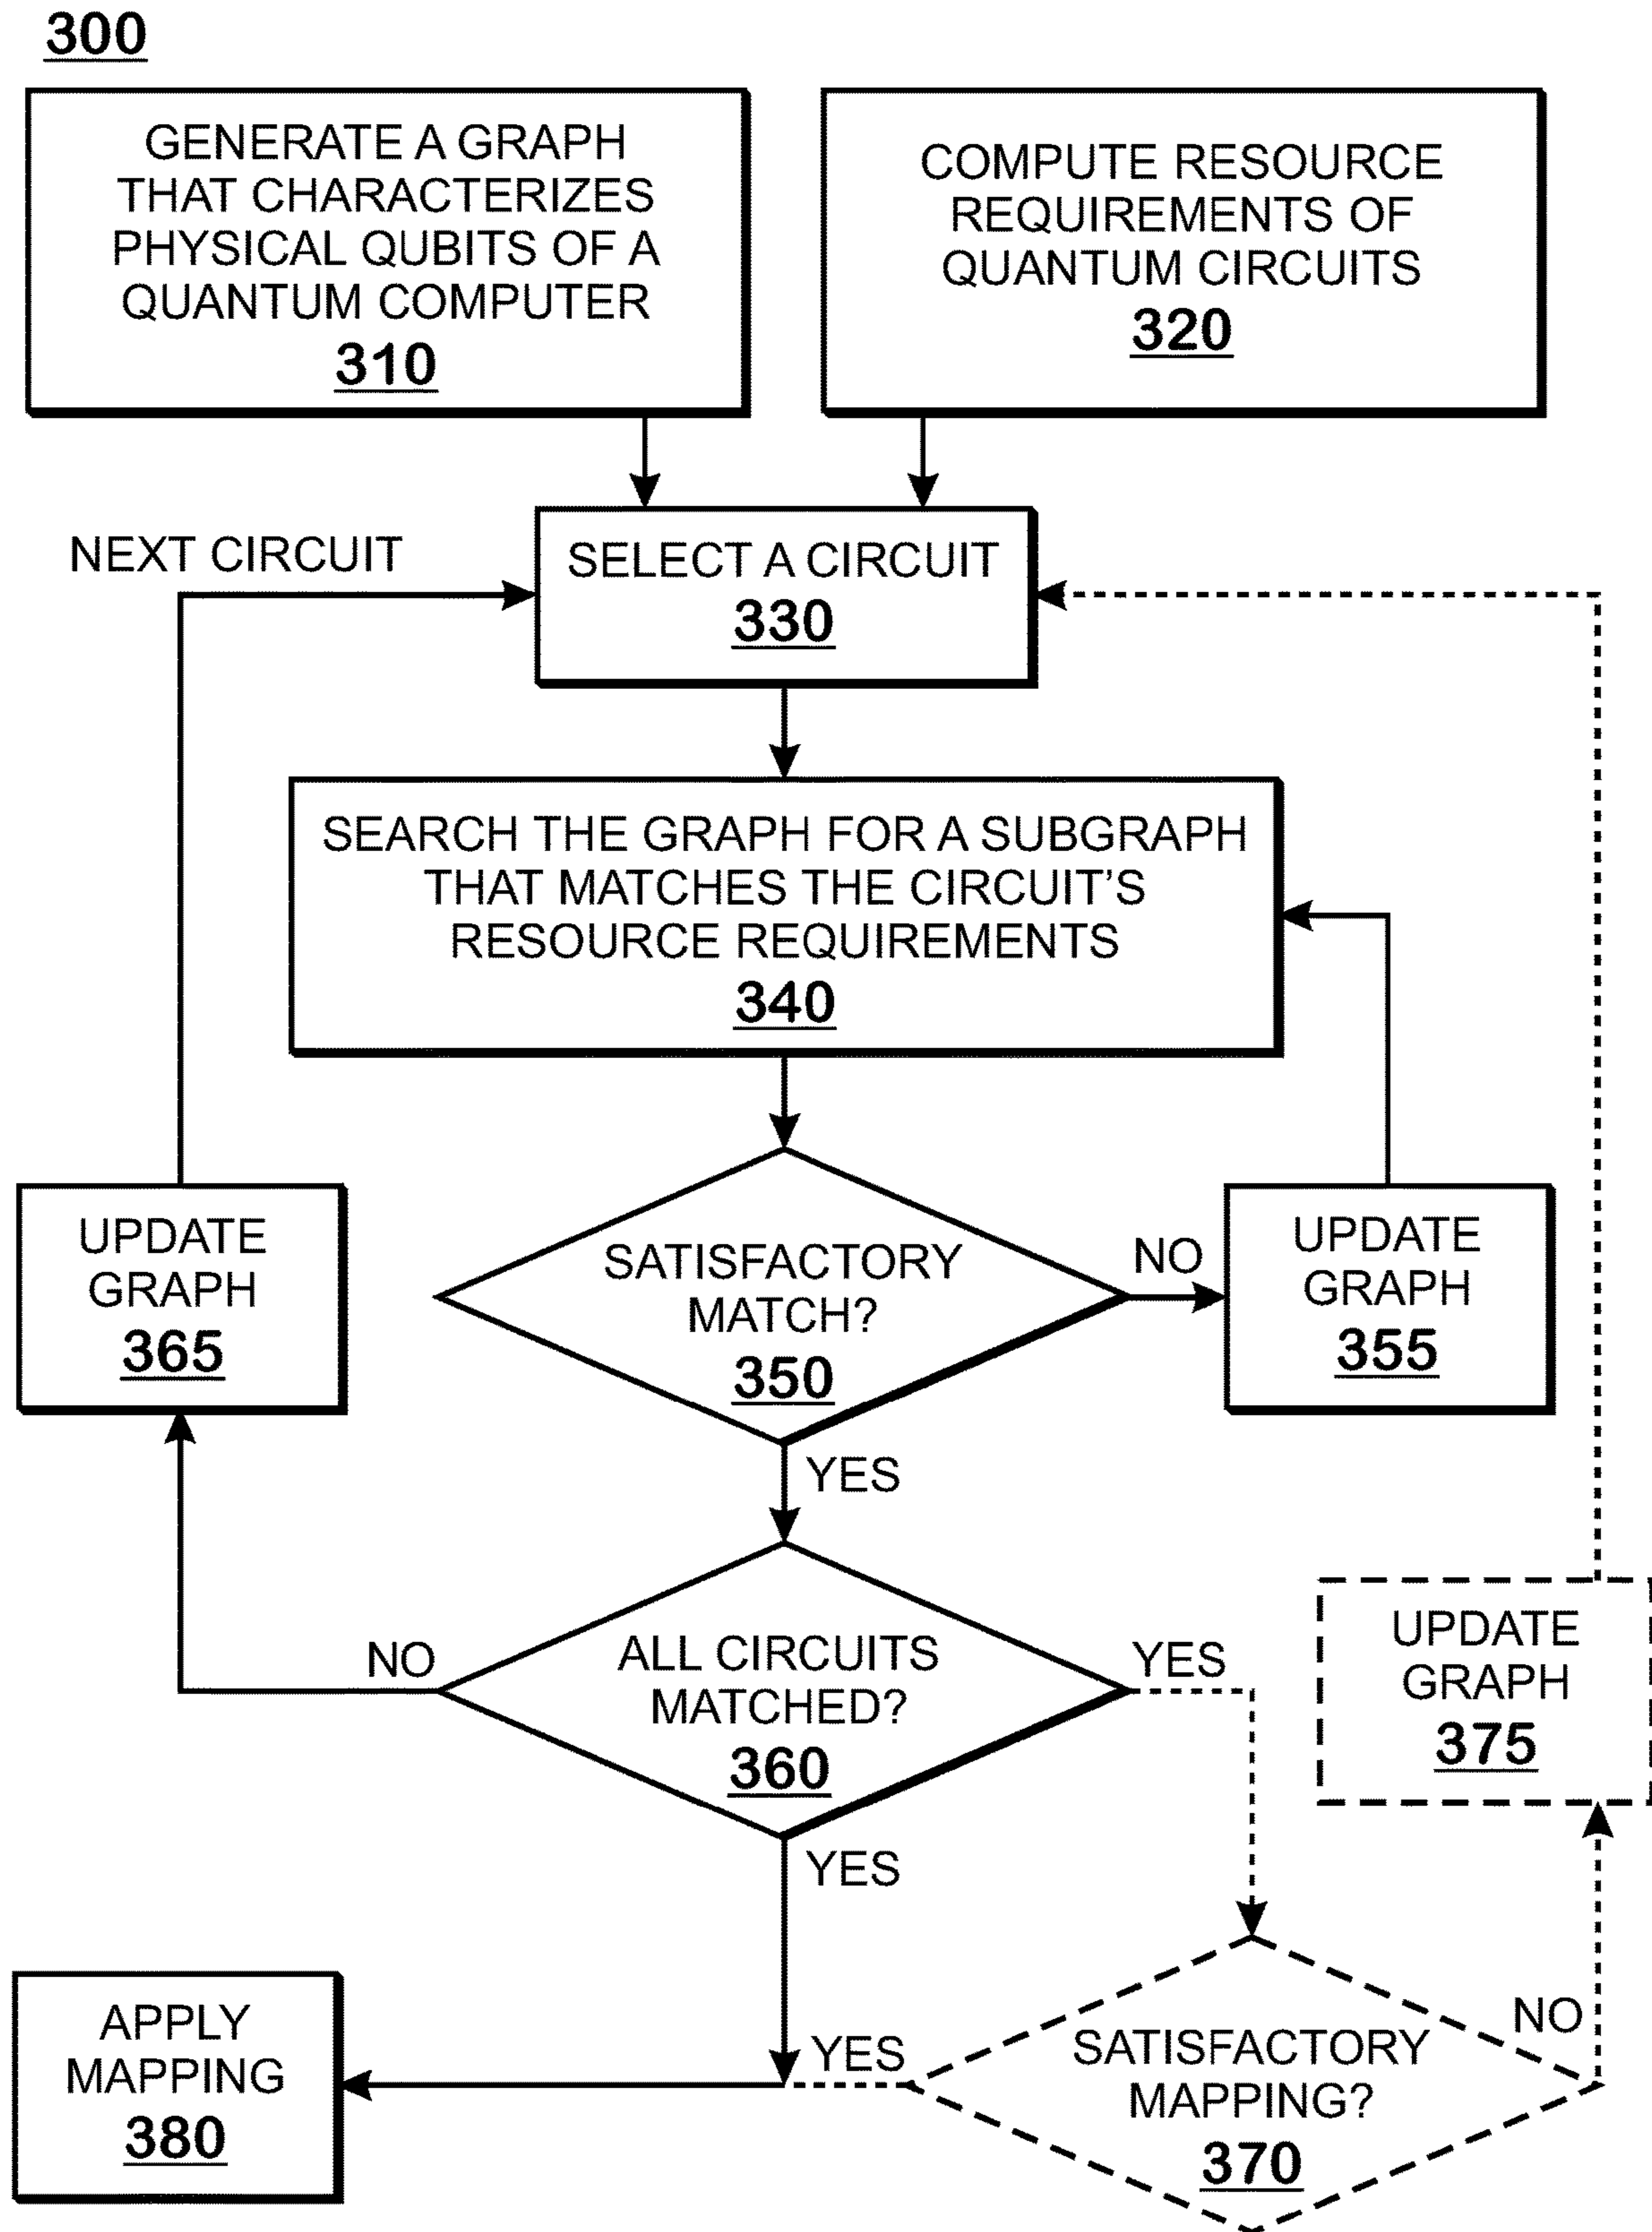 300
GENERATE A GRAPH
THAT CHARACTERIZES
PHYSICAL QUBITS OF A
QUANTUM COMPUTER
310
COMPUTE RESOURCE
REQUIREMENTS OF
QUANTUM CIRCUITS
320
NEXT CIRCUIT
SELECT A CIRCUIT
330
SEARCH THE GRAPH FOR A SUBGRAPH
THAT MATCHES THE CIRCUIT'S
RESOURCE REQUIREMENTS
340
UPDATE
GRAPH
365
SATISFACTORY
MATCH?
350
NO
UPDATE
GRAPH
355
YES
NO
ALL CIRCUITS
MATCHED?
360
YES
UPDATE
GRAPH
375
YES
APPLY
MAPPING
380
YES
SATISFACTORY
MAPPING?
370
NO